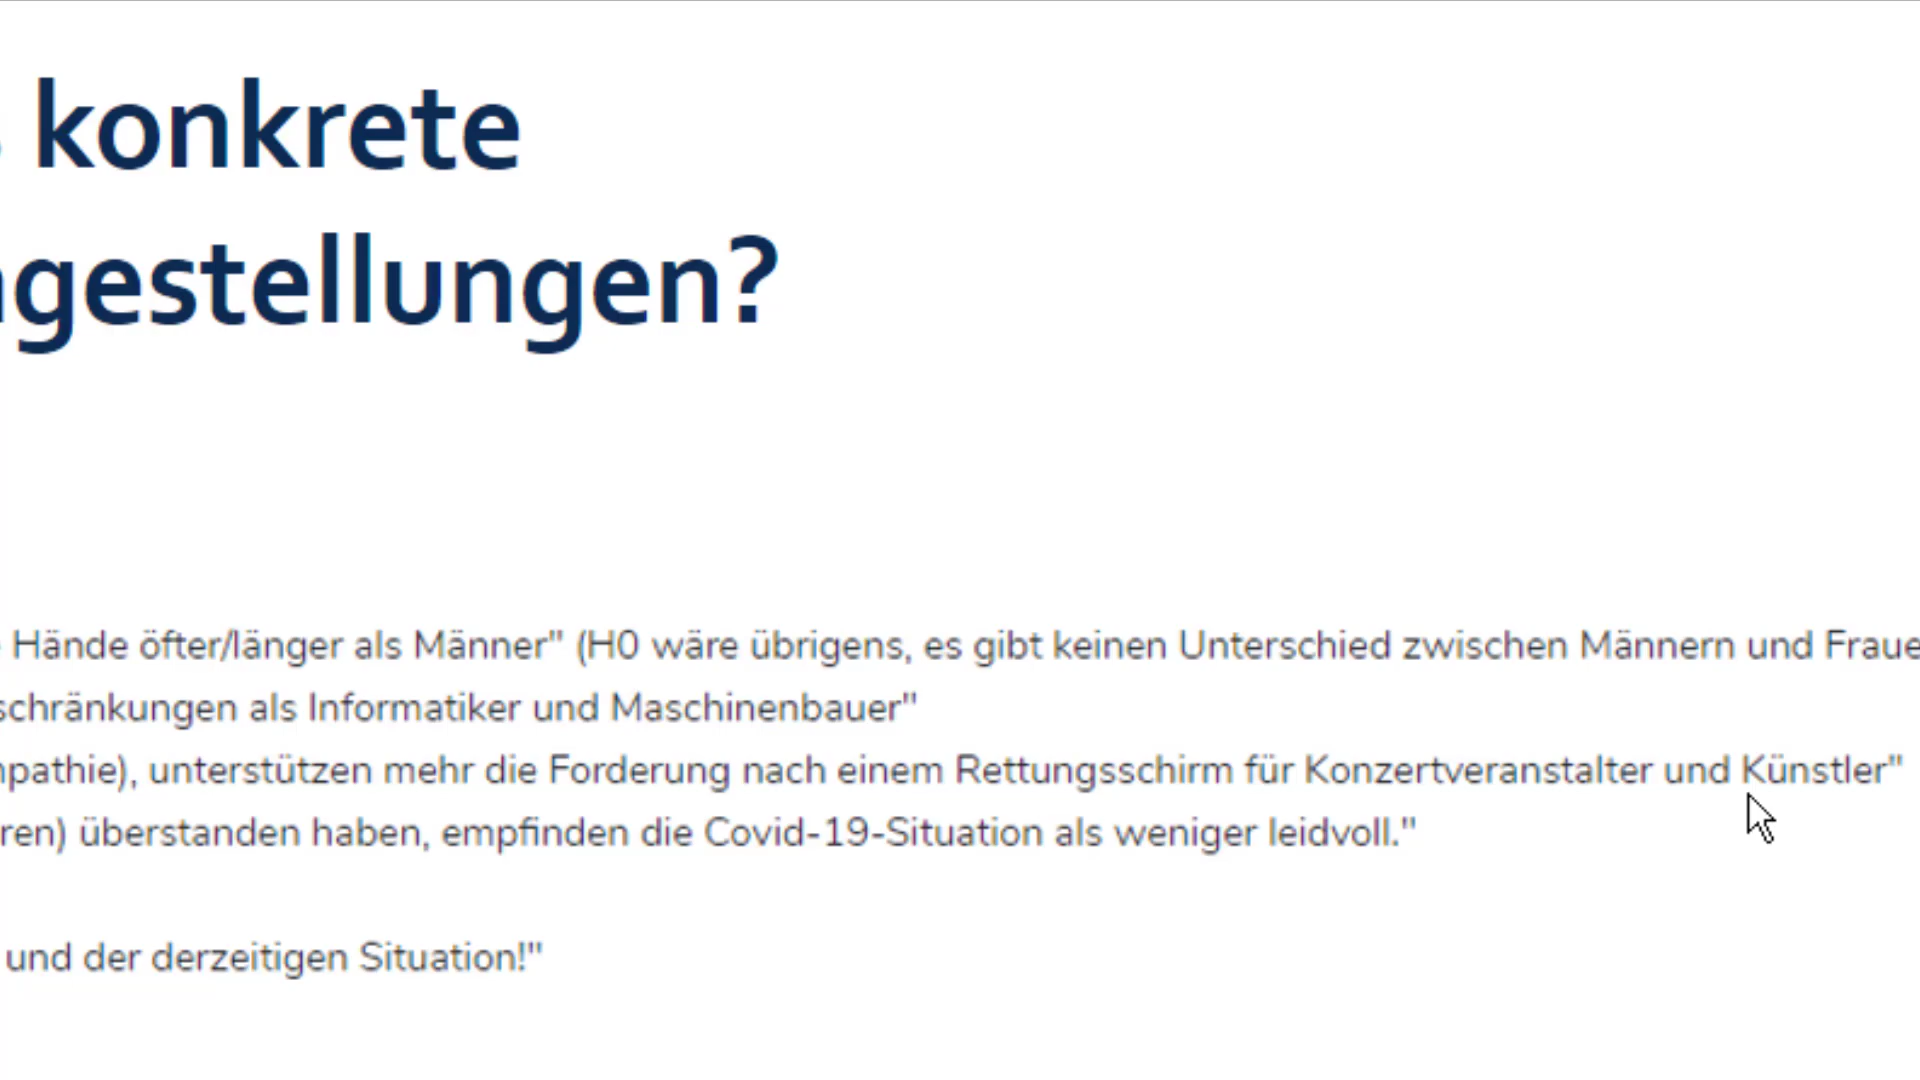 konkrete
gestellungen?
Hände öfter/länger als Männer" (H0 wäre übrigens, es gibt keinen Unterschied zwischen Männern und Fraue
schränkungen als Informatiker und Maschinenbauer"
pathie), unterstützen mehr die Forderung nach einem Rettungsschirm für Konzertveranstalter und Künstler"
ren) überstanden haben, empfinden die Covid-19-Situation als weniger leidvoll."
und der derzeitigen Situation!"